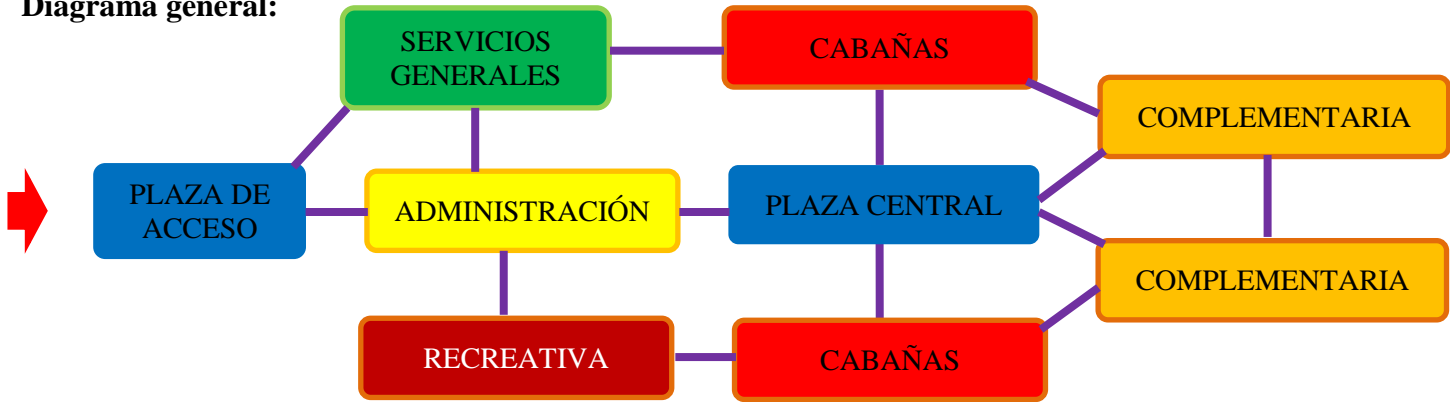 Diagrama general:
SERVICIOS
GENERALES
CABAÑAS
COMPLEMENTARIA
PLAZA DE
ACCESO
ADMINISTRACIÓN
PLAZA CENTRAL
COMPLEMENTARIA
RECREATIVA
CABAÑAS